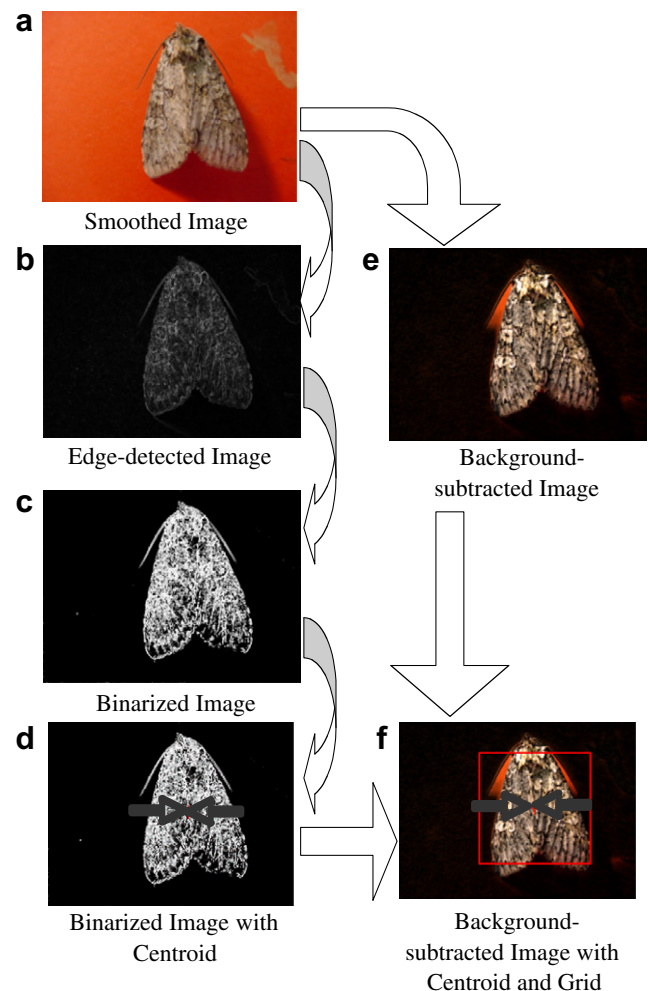 a
Smoothed Image
b
Edge-detected Image
c
Binarized Image
d
Binarized Image with
Centroid
e
Background-
subtracted Image
f
Background-
subtracted Image with
Centroid and Grid